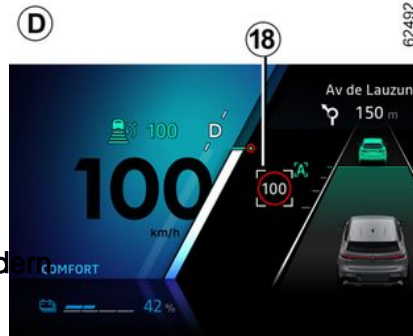 D
18
62492
Av de Lauzun
150 m
100
D
A
100
100
km/h
dern
COMFORT
42 %